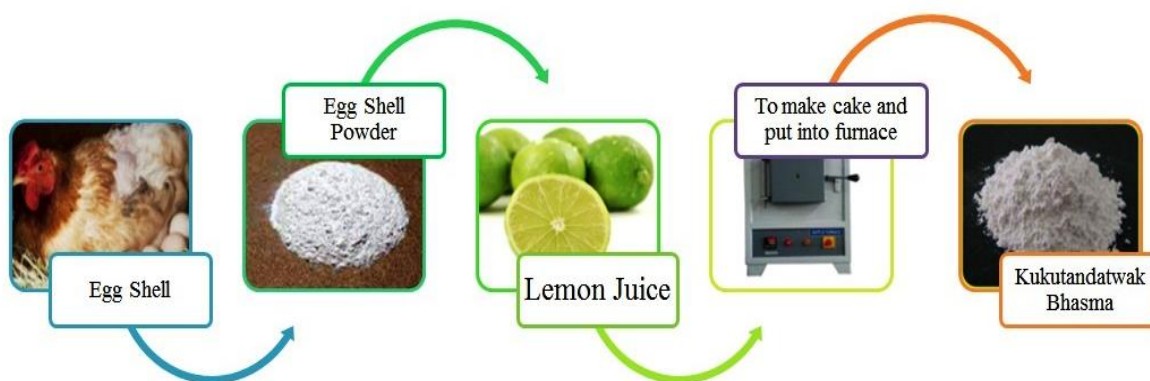 Egg Shell
Egg Shell
Powder
Lemon Juice
To make cake and
put into furnace
Kukutandatwak
Bhasma